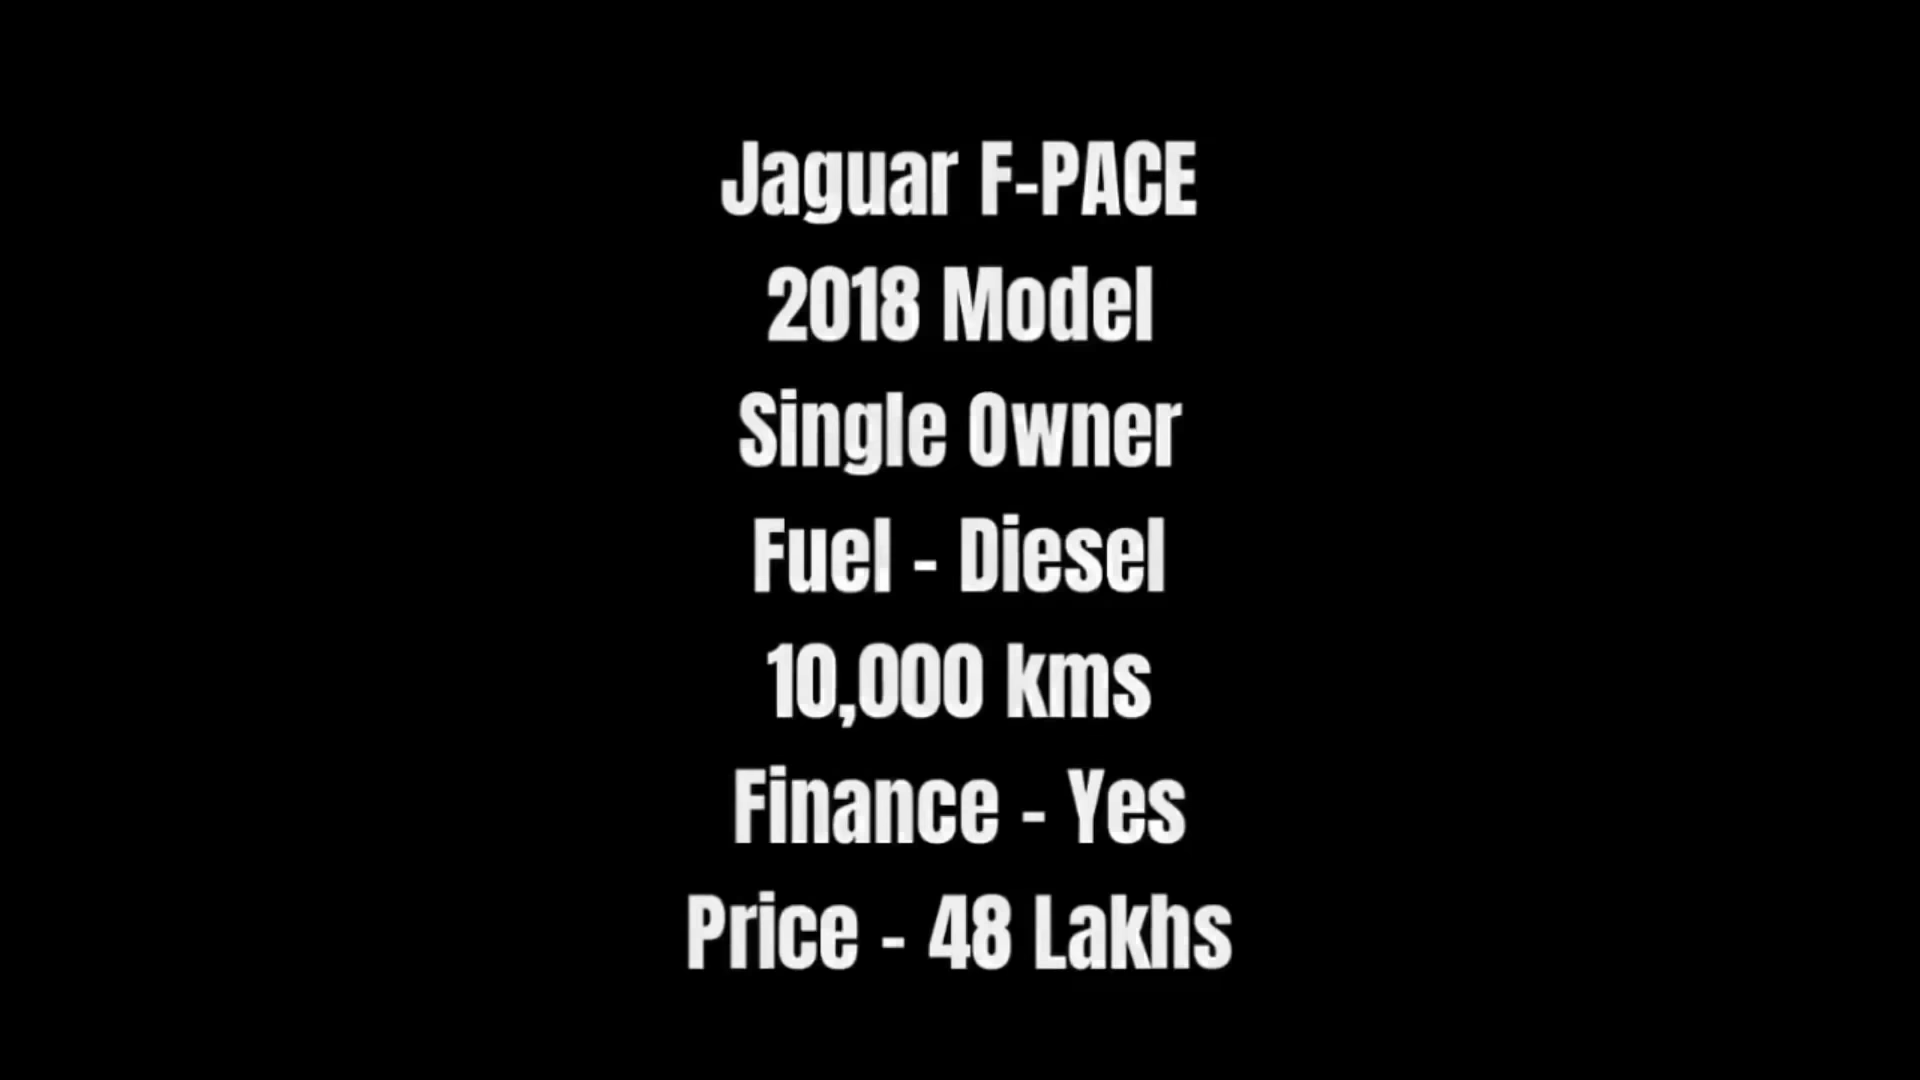 Jaguar F-PACE
2018 Model
Single Owner
Fuel - Diesel
10,000 kms
Finance - Yes
Price - 48 Lakhs